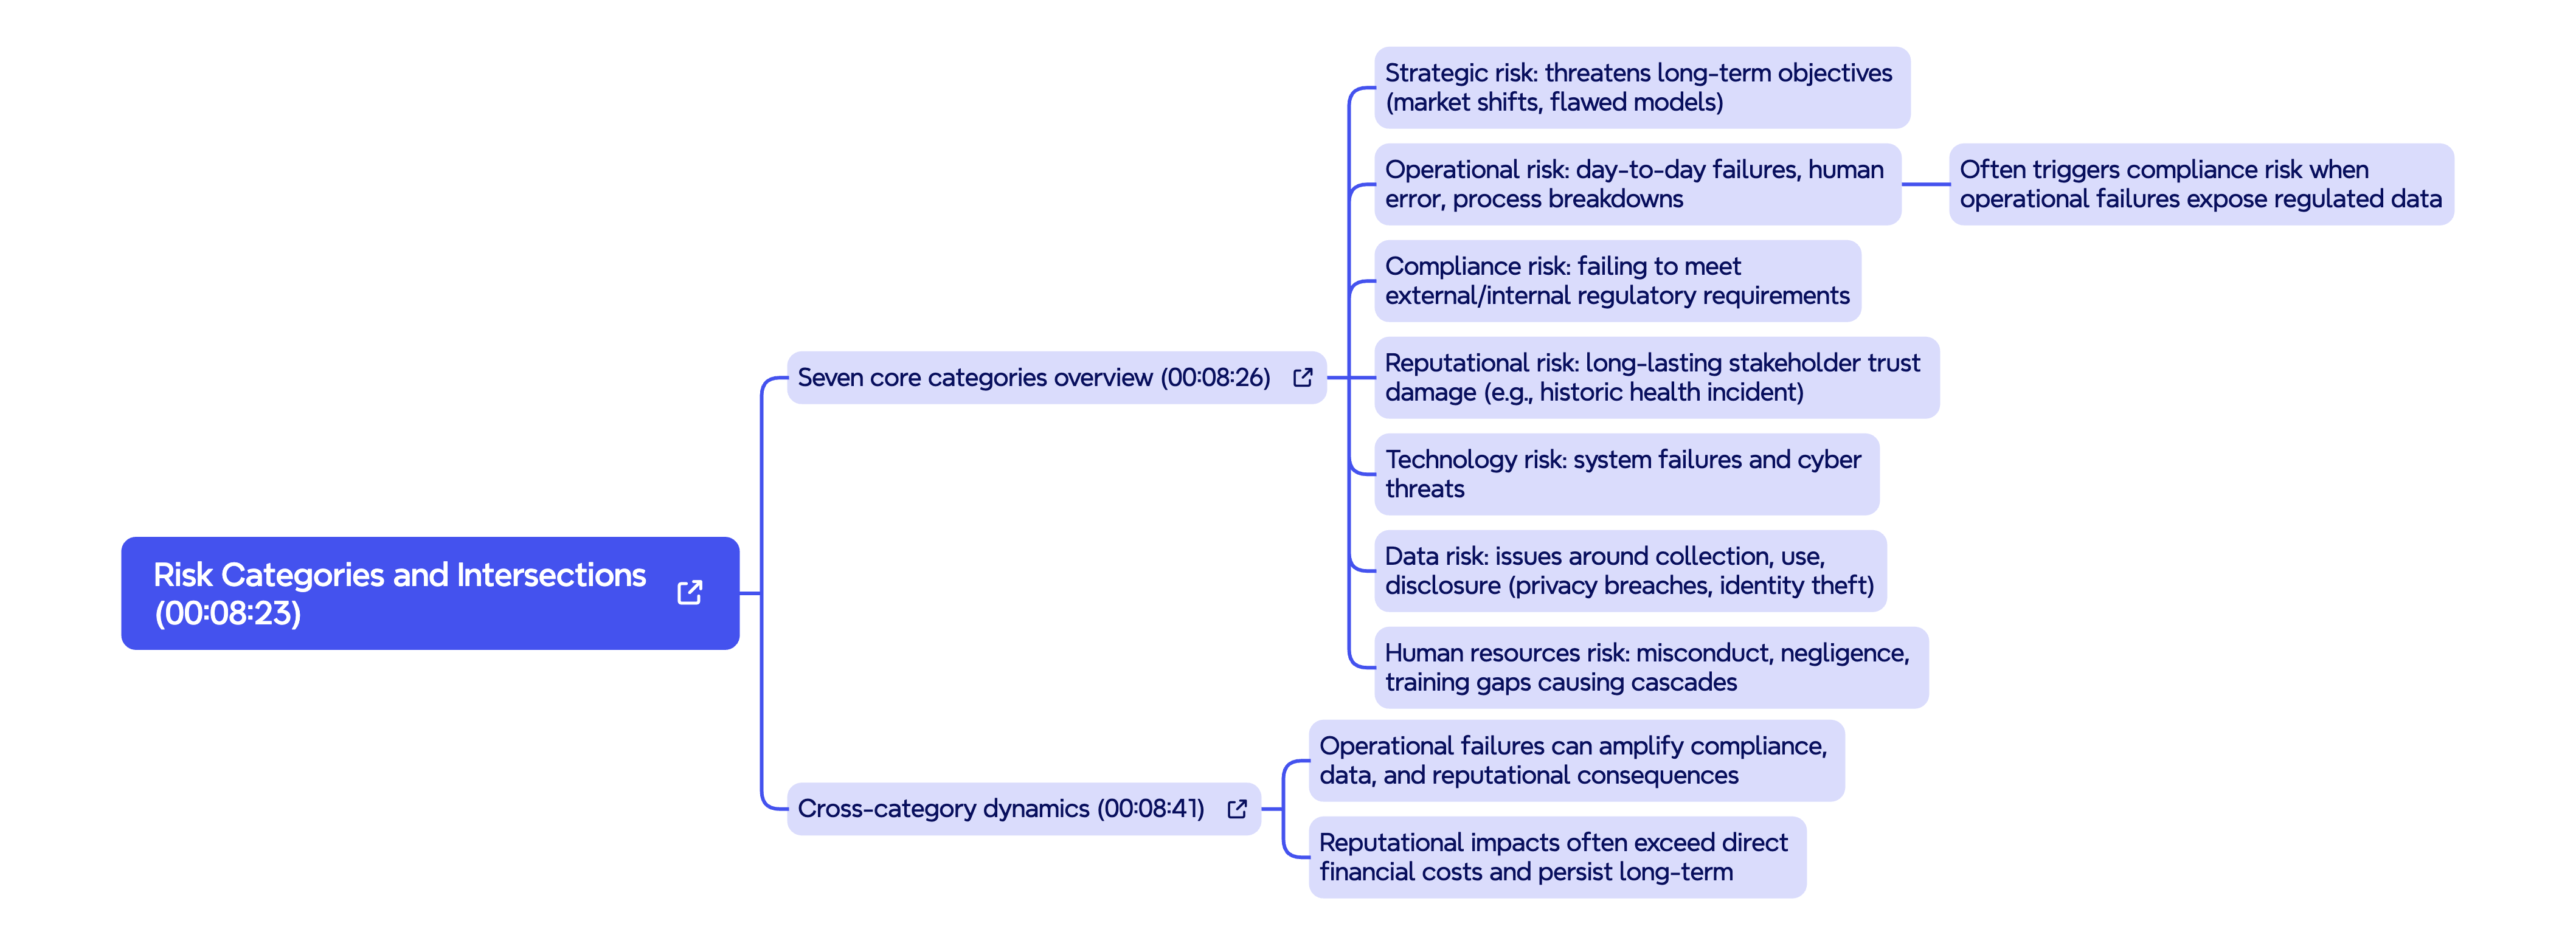 Risk Categories and Intersections
(00:08:23)
Seven core categories overview (00:08:26)
Strategic risk: threatens long-term objectives
(market shifts, flawed models)
Operational risk: day-to-day failures, human
error, process breakdowns
Often triggers compliance risk when
operational failures expose regulated data
Compliance risk: failing to meet
external/internal regulatory requirements
Reputational risk: long-lasting stakeholder trust
damage (e.g., historic health incident)
Technology risk: system failures and cyber
threats
Data risk: issues around collection, use,
disclosure (privacy breaches, identity theft)
Human resources risk: misconduct, negligence,
training gaps causing cascades
Cross-category dynamics (00:08:41)
Operational failures can amplify compliance,
data, and reputational consequences
Reputational impacts often exceed direct
financial costs and persist long-term